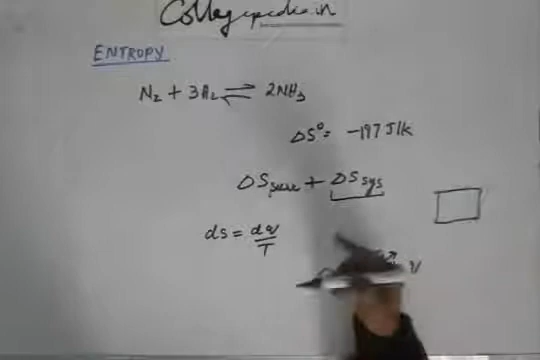 Collegepedia.in
ENTROPY
N₂ + 3H₂ ⇌ 2NH₃
ΔS° = -197 J/k
ΔSsurr + ΔSsys
ds = dq/T